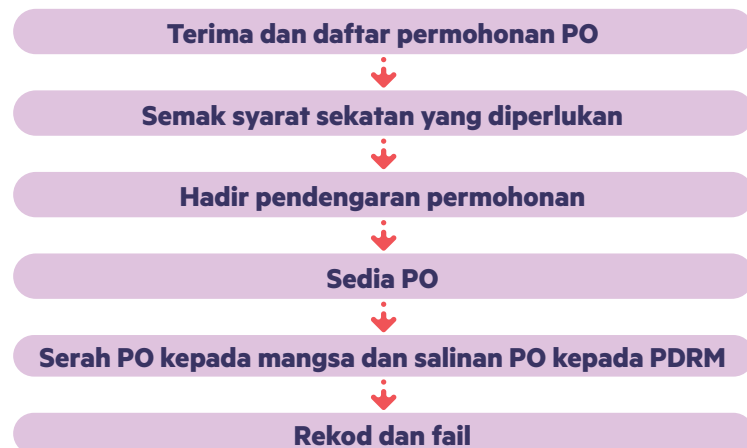 Terima dan daftar permohonan PO
Semak syarat sekatan yang diperlukan
Hadir pendengaran permohonan
Sedia PO
Serah PO kepada mangsa dan salinan PO kepada PDRM
Rekod dan fail